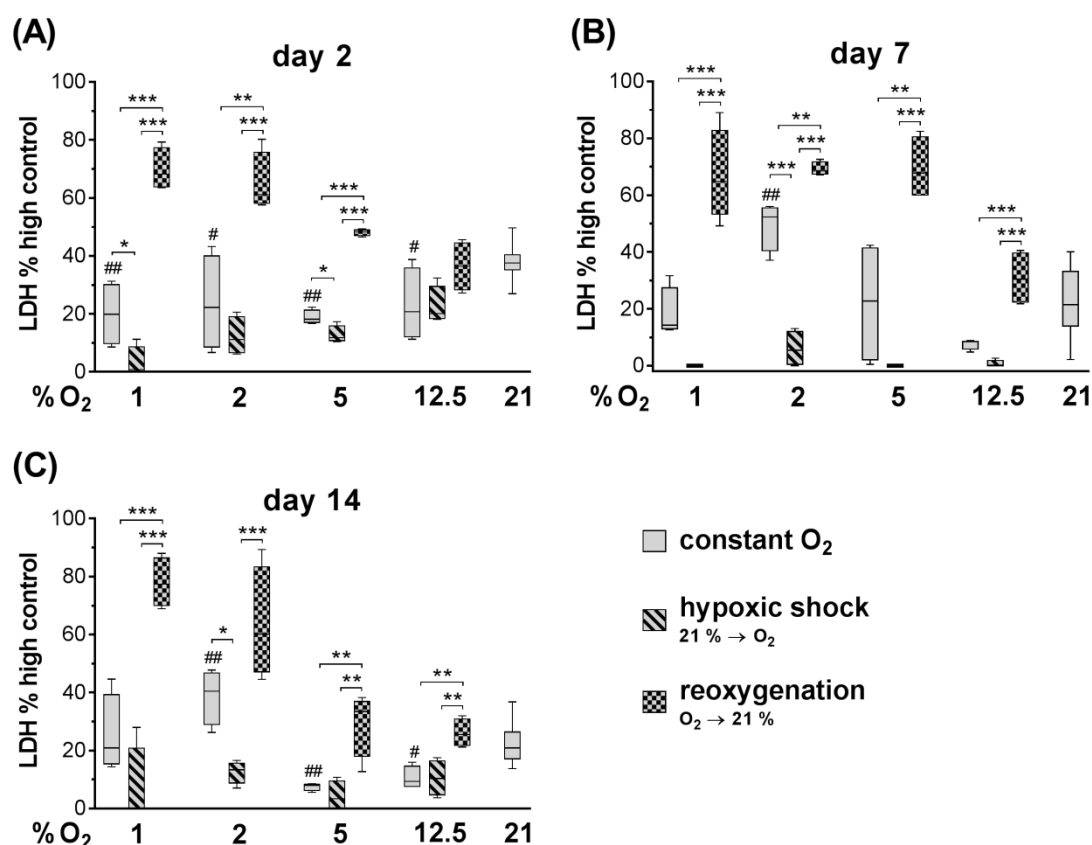 (A)
day 2
LDH % high control
100
80
60
40
20
0
*** ** 
*** ***
***
***
* # #
## *
##
% O2 1 2 5 12.5 21
(B)
day 7
LDH % high control
100
80
60
40
20
0
*** **
*** ** ***
***
*** ##
***
***
% O2 1 2 5 12.5 21
(C)
day 14
LDH % high control
100
80
60
40
20
0
*** ***
***
*
## ** **
** **
## #
% O2 1 2 5 12.5 21
constant O2
hypoxic shock
21 % → O2
reoxygenation
O2 → 21 %